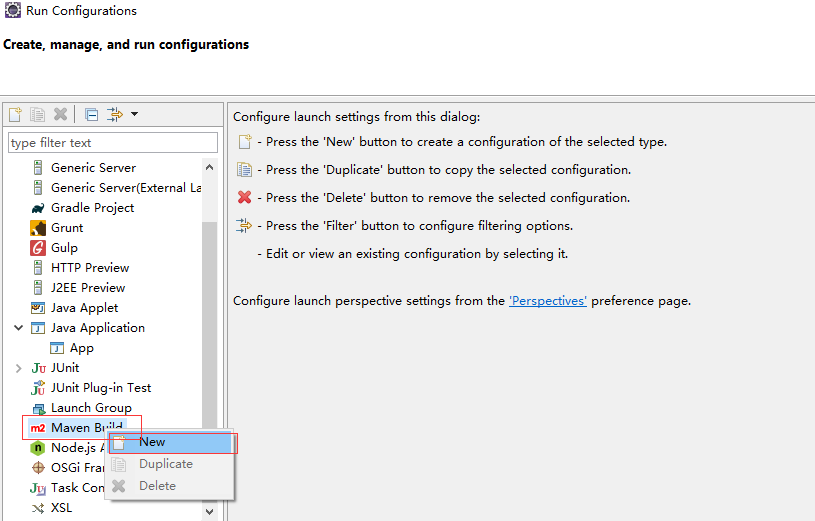 Run Configurations
Create, manage, and run configurations
type filter text
Generic Server
Generic Server(External La
Gradle Project
Grunt
Gulp
HTTP Preview
J2EE Preview
Java Applet
Java Application
App
JUnit
JUnit Plug-in Test
Launch Group
m2 Maven Build
Node.js A
OSGi Fra
Task Con
XSL
New
Duplicate
Delete
Configure launch settings from this dialog:
- Press the 'New' button to create a configuration of the selected type.
- Press the 'Duplicate' button to copy the selected configuration.
- Press the 'Delete' button to remove the selected configuration.
- Press the 'Filter' button to configure filtering options.
- Edit or view an existing configuration by selecting it.
Configure launch perspective settings from the 'Perspectives' preference page.